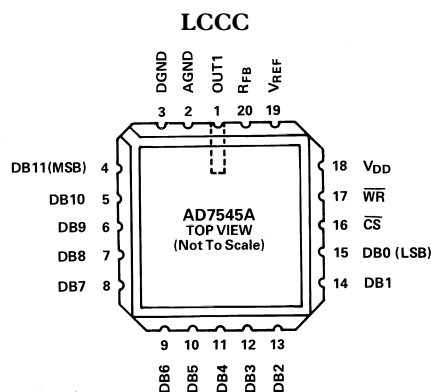 LCCC
DGND AGND OUT1 RFB VREF
3 2 1 20 19
DB11(MSB) 4
DB10 5
DB9 6
DB8 7
DB7 8
AD7545A
TOP VIEW
(Not To Scale)
18 VDD
17 WR
16 CS
15 DB0 (LSB)
14 DB1
9 10 11 12 13
DB6 DB5 DB4 DB3 DB2